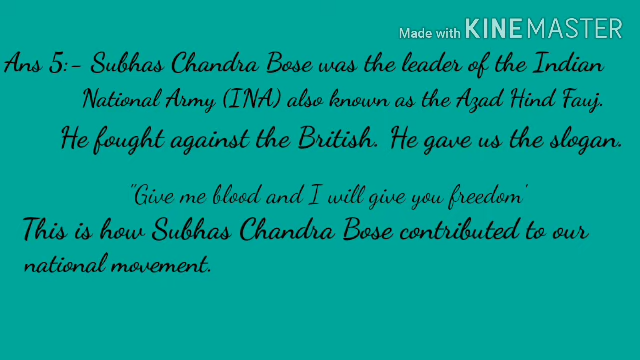 Made with KINEMASTER
Ans 5:- Subhas Chandra Bose was the leader of the Indian
National Army (INA) also known as the Azad Hind Fauj.
He fought against the British. He gave us the slogan.
"Give me blood and I will give you freedom'
This is how Subhas Chandra Bose contributed to our
national movement.